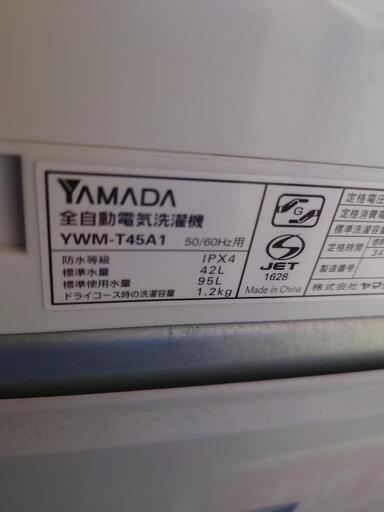 YAMADA
全自動電気洗濯機
YWM-T45A1 50/60Hz用
防水等級 IPX4
標準水量 42L
標準使用水量 95L
ドライコース時の洗濯容量 1.2kg
G
S
JET
1628
Made in China
定格電圧
定格消費電
標準洗濯
定格時間
34
製造番号
株式会社ヤマ